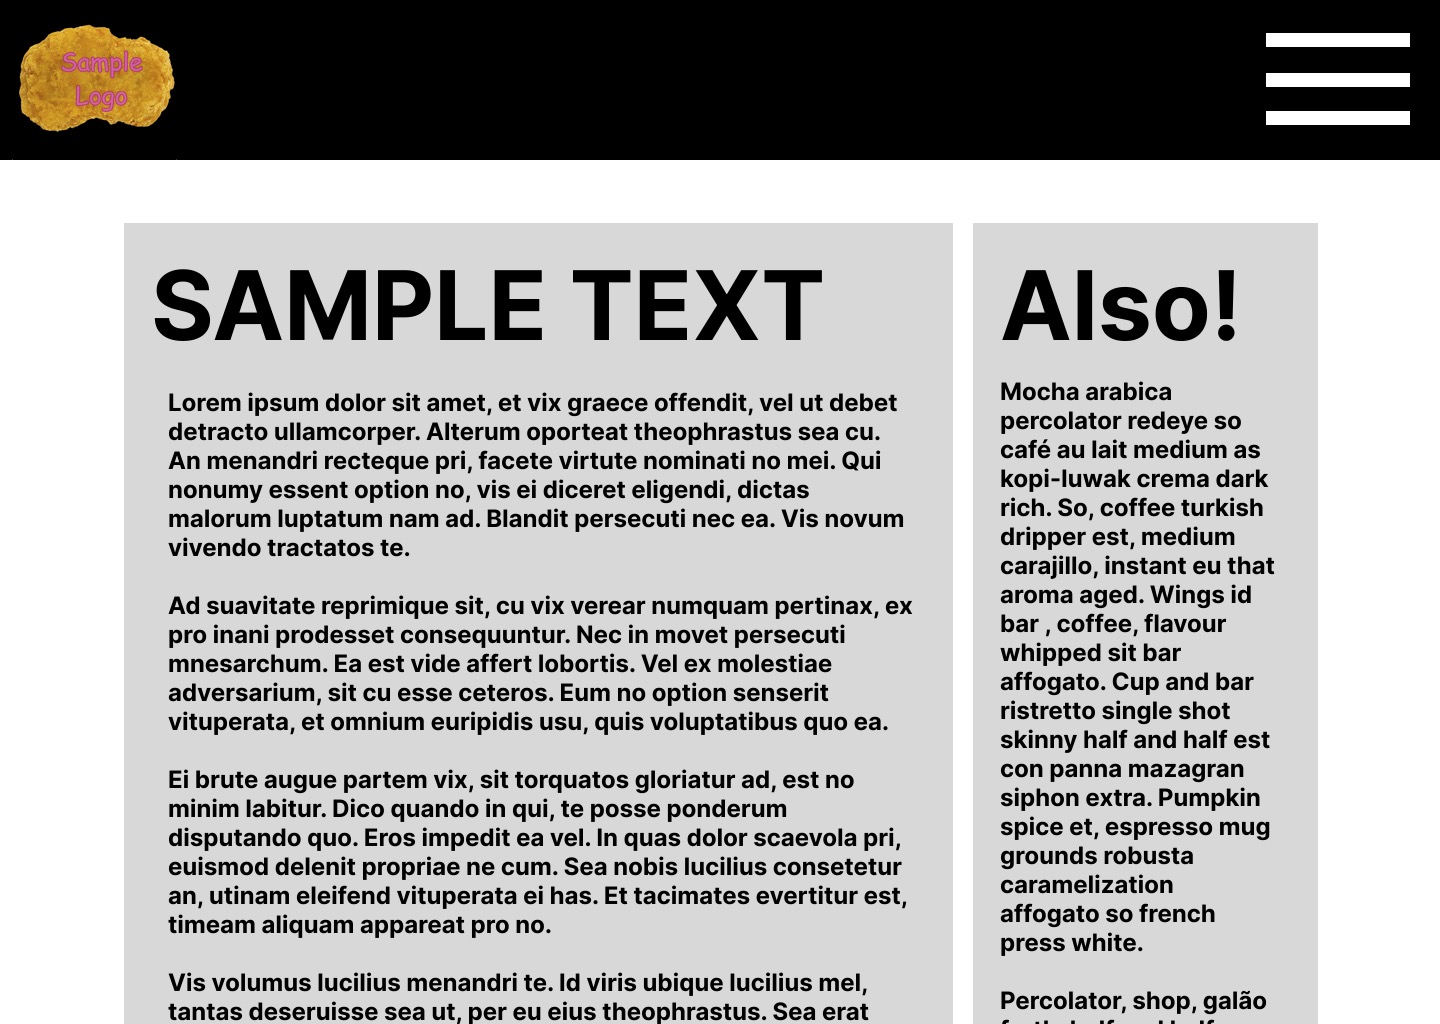 Sample
Logo
SAMPLE TEXT
Lorem ipsum dolor sit amet, et vix graece offendit, vel ut debet
detracto ullamcorper. Alterum oporteat theophrastus sea cu.
An menandri recteque pri, facete virtute nominati no mei. Qui
nonumy essent option no, vis ei diceret eligendi, dictas
malorum luptatum nam ad. Blandit persecuti nec ea. Vis novum
vivendo tractatos te.
Ad suavitate reprimique sit, cu vix verear numquam pertinax, ex
pro inani prodesset consequuntur. Nec in movet persecuti
mnesarchum. Ea est vide affert lobortis. Vel ex molestiae
adversarium, sit cu esse ceteros. Eum no option senserit
vituperata, et omnium euripidis usu, quis voluptatibus quo ea.
Ei brute augue partem vix, sit torquatos gloriatur ad, est no
minim labitur. Dico quando in qui, te posse ponderum
disputando quo. Eros impedit ea vel. In quas dolor scaevola pri,
euismod delenit propriae ne cum. Sea nobis lucilius consetetur
an, utinam eleifend vituperata ei has. Et tacimates evertitur est,
timeam aliquam appareat pro no.
Vis volumus lucilius menandri te. Id viris ubique lucilius mel,
tantas deseruisse sea ut, per eu eius theophrastus. Sea erat
Also!
Mocha arabica
percolator redeye so
café au lait medium as
kopi-luwak crema dark
rich. So, coffee turkish
dripper est, medium
carajillo, instant eu that
aroma aged. Wings id
bar , coffee, flavour
whipped sit bar
affogato. Cup and bar
ristretto single shot
skinny half and half est
con panna mazagran
siphon extra. Pumpkin
spice et, espresso mug
grounds robusta
caramelization
affogato so french
press white.
Percolator, shop, galão